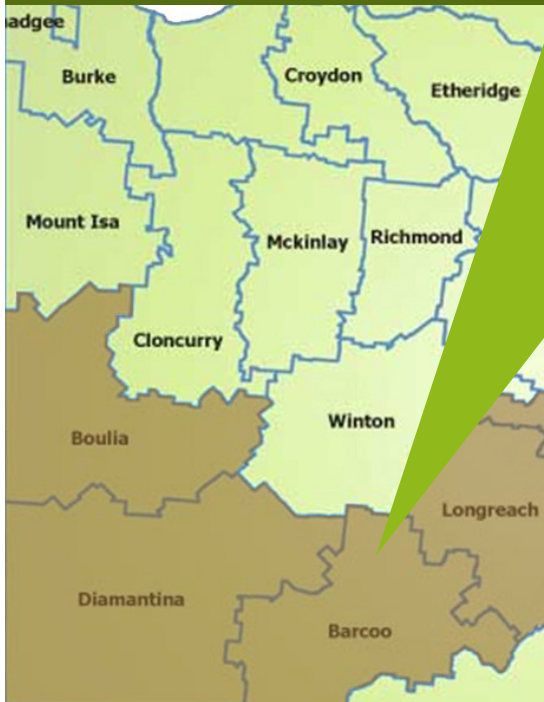 adgee
Burke
Croydon
Etheridge
Mount Isa
Mckinlay
Richmond
Cloncurry
Winton
Boulia
Longreach
Diamantina
Barcoo